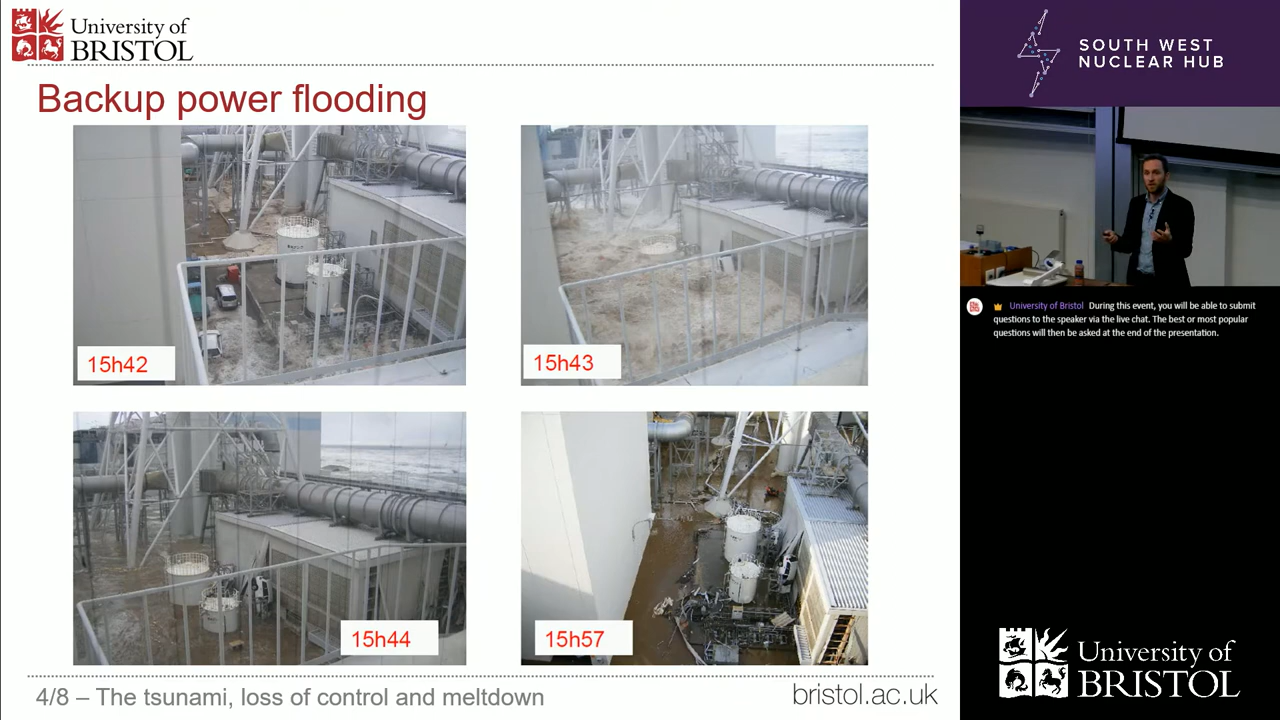 University of
BRISTOL
Backup power flooding
15h42
15h43
15h44
15h57
4/8 – The tsunami, loss of control and meltdown
bristol.ac.uk
SOUTH WEST
NUCLEAR HUB
University of Bristol During this event, you will be able to submit
questions to the speaker via the live chat. The best or most popular
questions will then be asked at the end of the presentation.
University of
BRISTOL